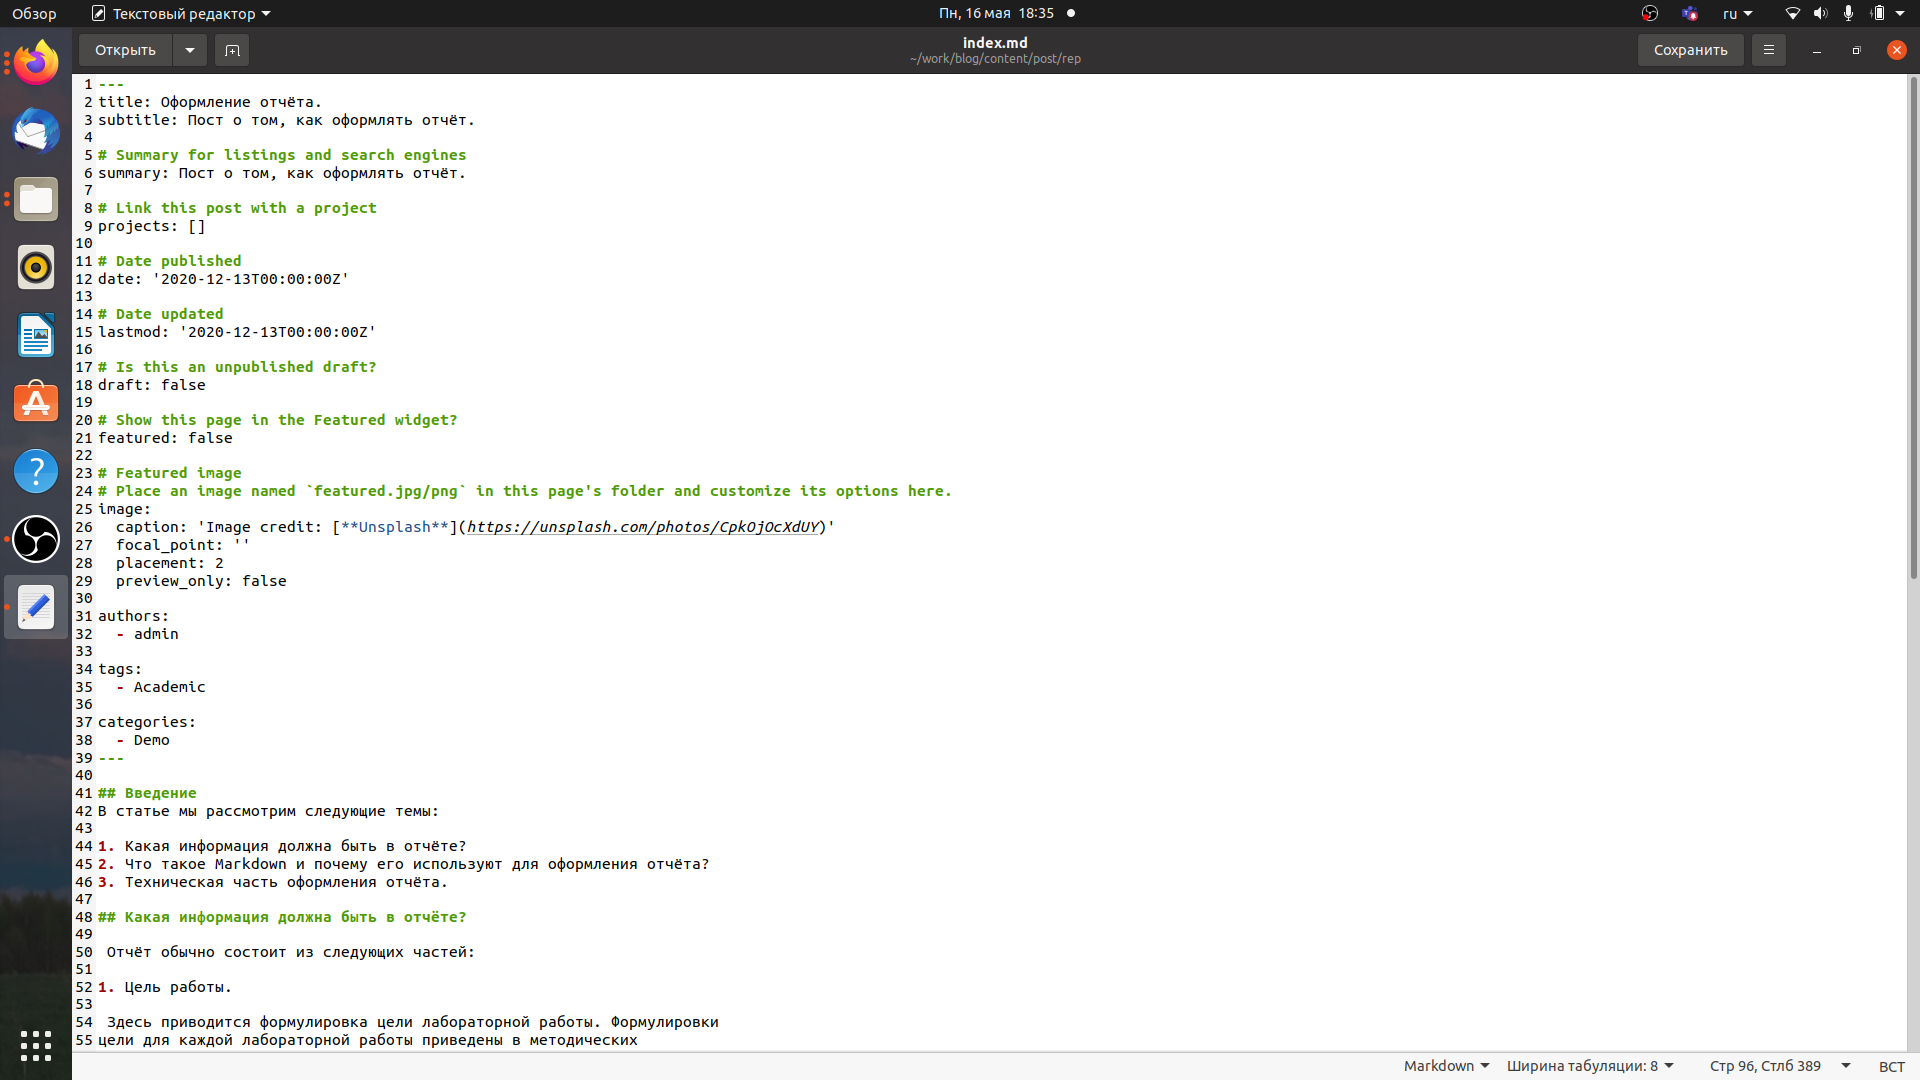 Обзор
Текстовый редактор
Пн, 16 мая 18:35
ru
Открыть
index.md
~/work/blog/content/post/rep
Сохранить
1 ---
2 title: Оформление отчёта.
3 subtitle: Пост о том, как оформлять отчёт.
4
5 # Summary for listings and search engines
6 summary: Пост о том, как оформлять отчёт.
7
8 # Link this post with a project
9 projects: []
10
11 # Date published
12 date: '2020-12-13T00:00:00Z'
13
14 # Date updated
15 lastmod: '2020-12-13T00:00:00Z'
16
17 # Is this an unpublished draft?
18 draft: false
19
20 # Show this page in the Featured widget?
21 featured: false
22
23 # Featured image
24 # Place an image named `featured.jpg/png` in this page's folder and customize its options here.
25 image:
26   caption: 'Image credit: [**Unsplash**](https://unsplash.com/photos/CpkOjOcXdUY)'
27   focal_point: ''
28   placement: 2
29   preview_only: false
30
31 authors:
32   - admin
33
34 tags:
35   - Academic
36
37 categories:
38   - Demo
39 ---
40
41 ## Введение
42 В статье мы рассмотрим следующие темы:
43
44 1. Какая информация должна быть в отчёте?
45 2. Что такое Markdown и почему его используют для оформления отчёта?
46 3. Техническая часть оформления отчёта.
47
48 ## Какая информация должна быть в отчёте?
49
50  Отчёт обычно состоит из следующих частей:
51
52 1. Цель работы.
53
54  Здесь приводится формулировка цели лабораторной работы. Формулировки
55 цели для каждой лабораторной работы приведены в методических
Markdown
Ширина табуляции: 8
Стр 96, Стлб 389
ВСТ